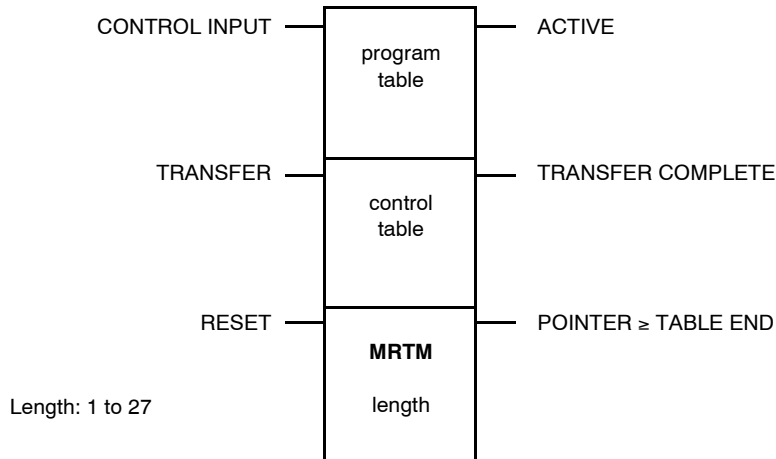 CONTROL INPUT
program
table
ACTIVE
TRANSFER
control
table
TRANSFER COMPLETE
RESET
MRTM
length
POINTER ≥ TABLE END
Length: 1 to 27